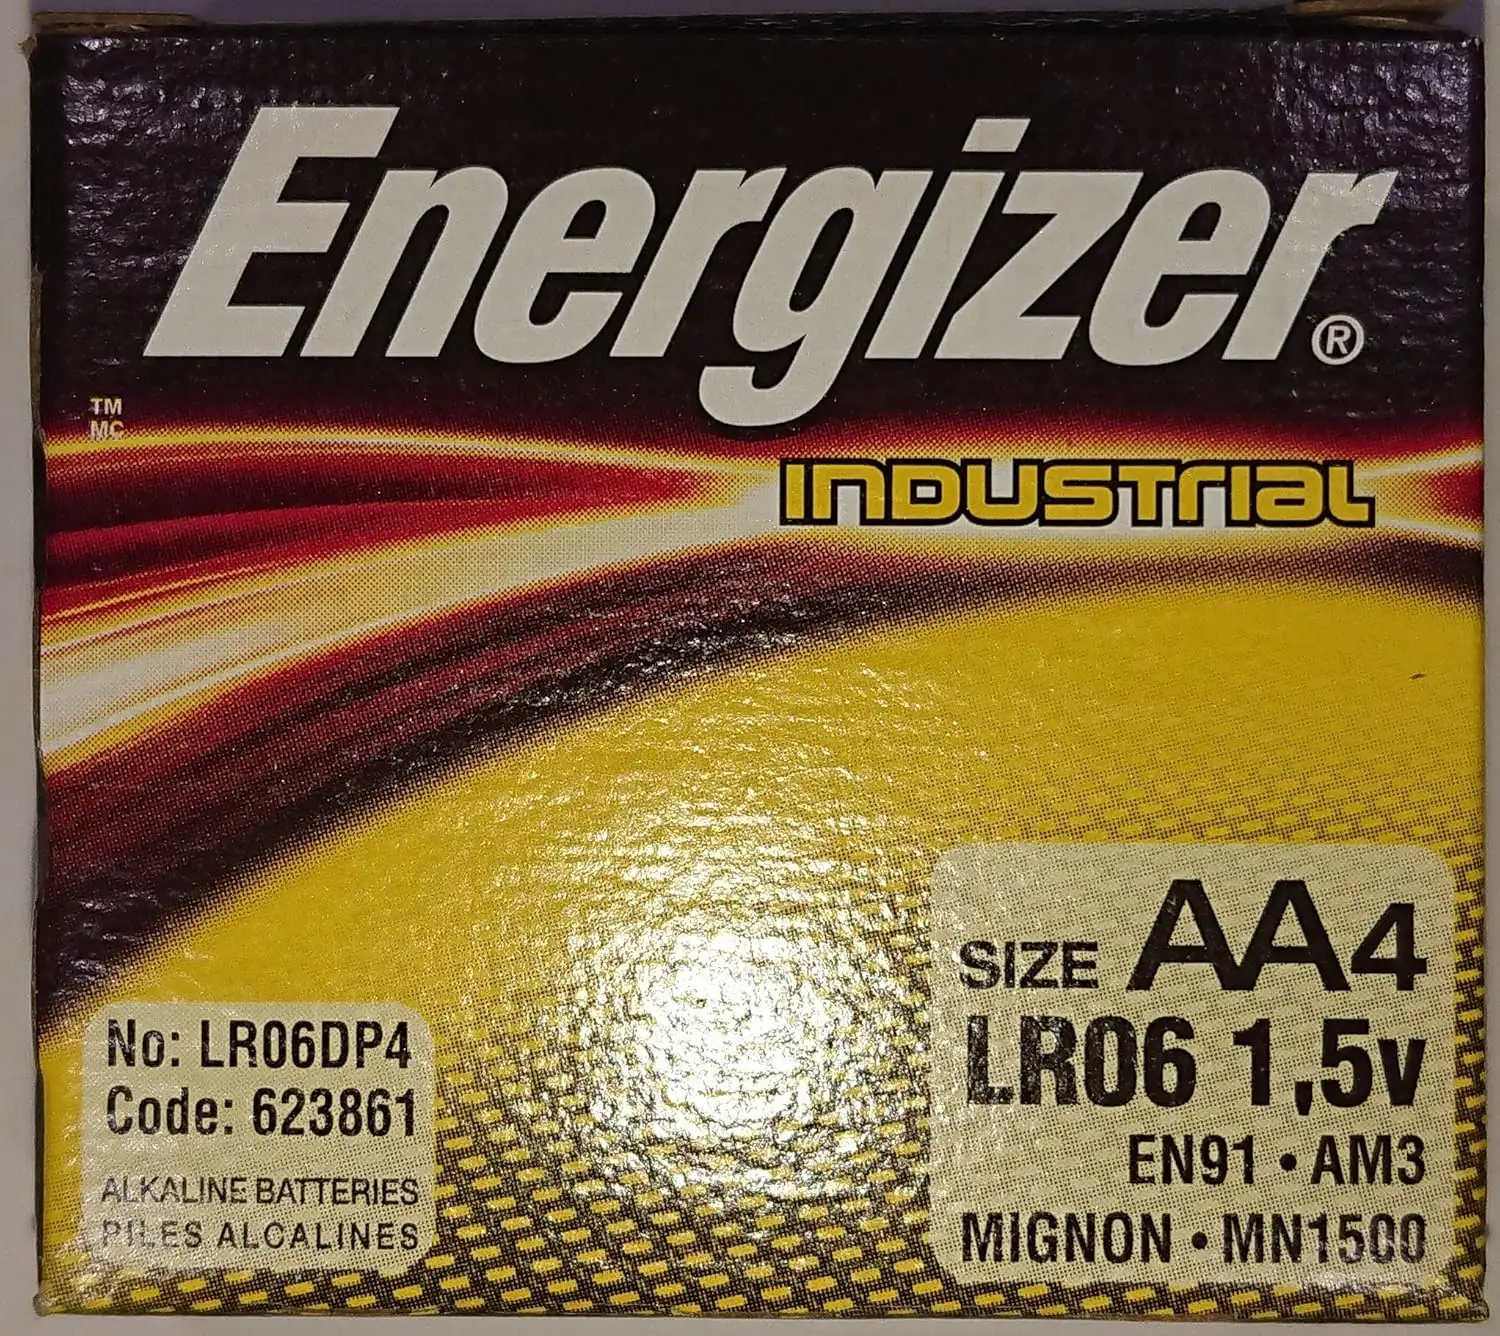 Energizer®
TM
MC
INDUSTRIAL
SIZE AA4
LR06 1,5v
EN91 • AM3
MIGNON • MN1500
No: LR06DP4
Code: 623861
ALKALINE BATTERIES
PILES ALCALINES